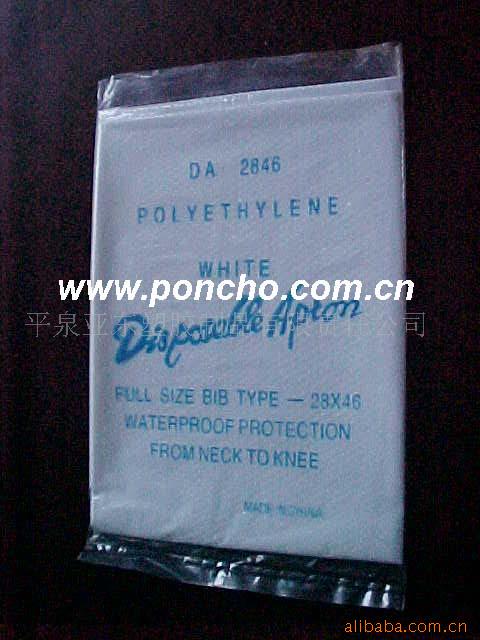 DA 2846
POLYETHYLENE
WHITE
www.poncho.com.cn
Disposable Apron
FULL SIZE BIB TYPE — 28X46
WATERPROOF PROTECTION
FROM NECK TO KNEE
MADE IN CHINA
alibaba.com.cn